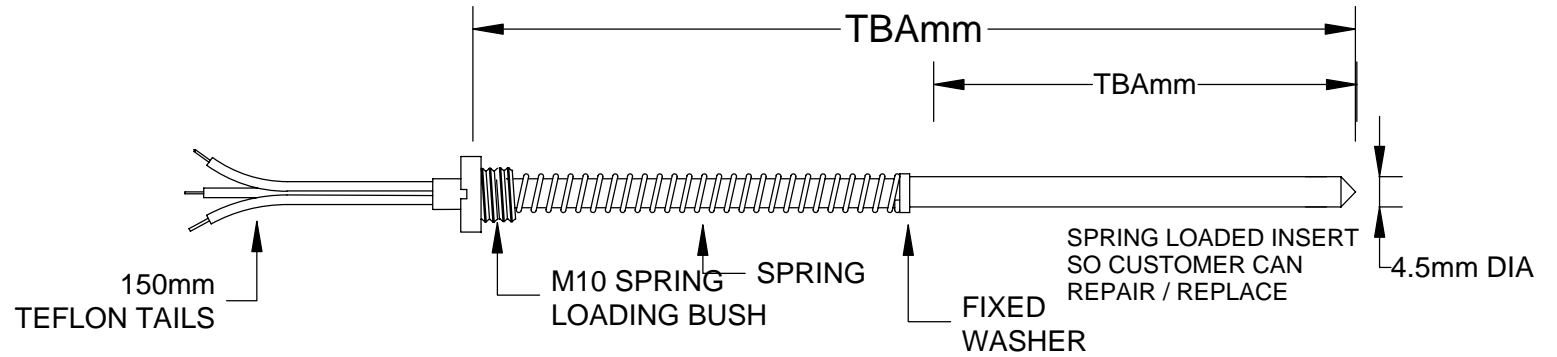 TBAmm
TBAmm
150mm
TEFLON TAILS
M10 SPRING
LOADING BUSH
SPRING
FIXED
WASHER
SPRING LOADED INSERT
SO CUSTOMER CAN
REPAIR / REPLACE
4.5mm DIA